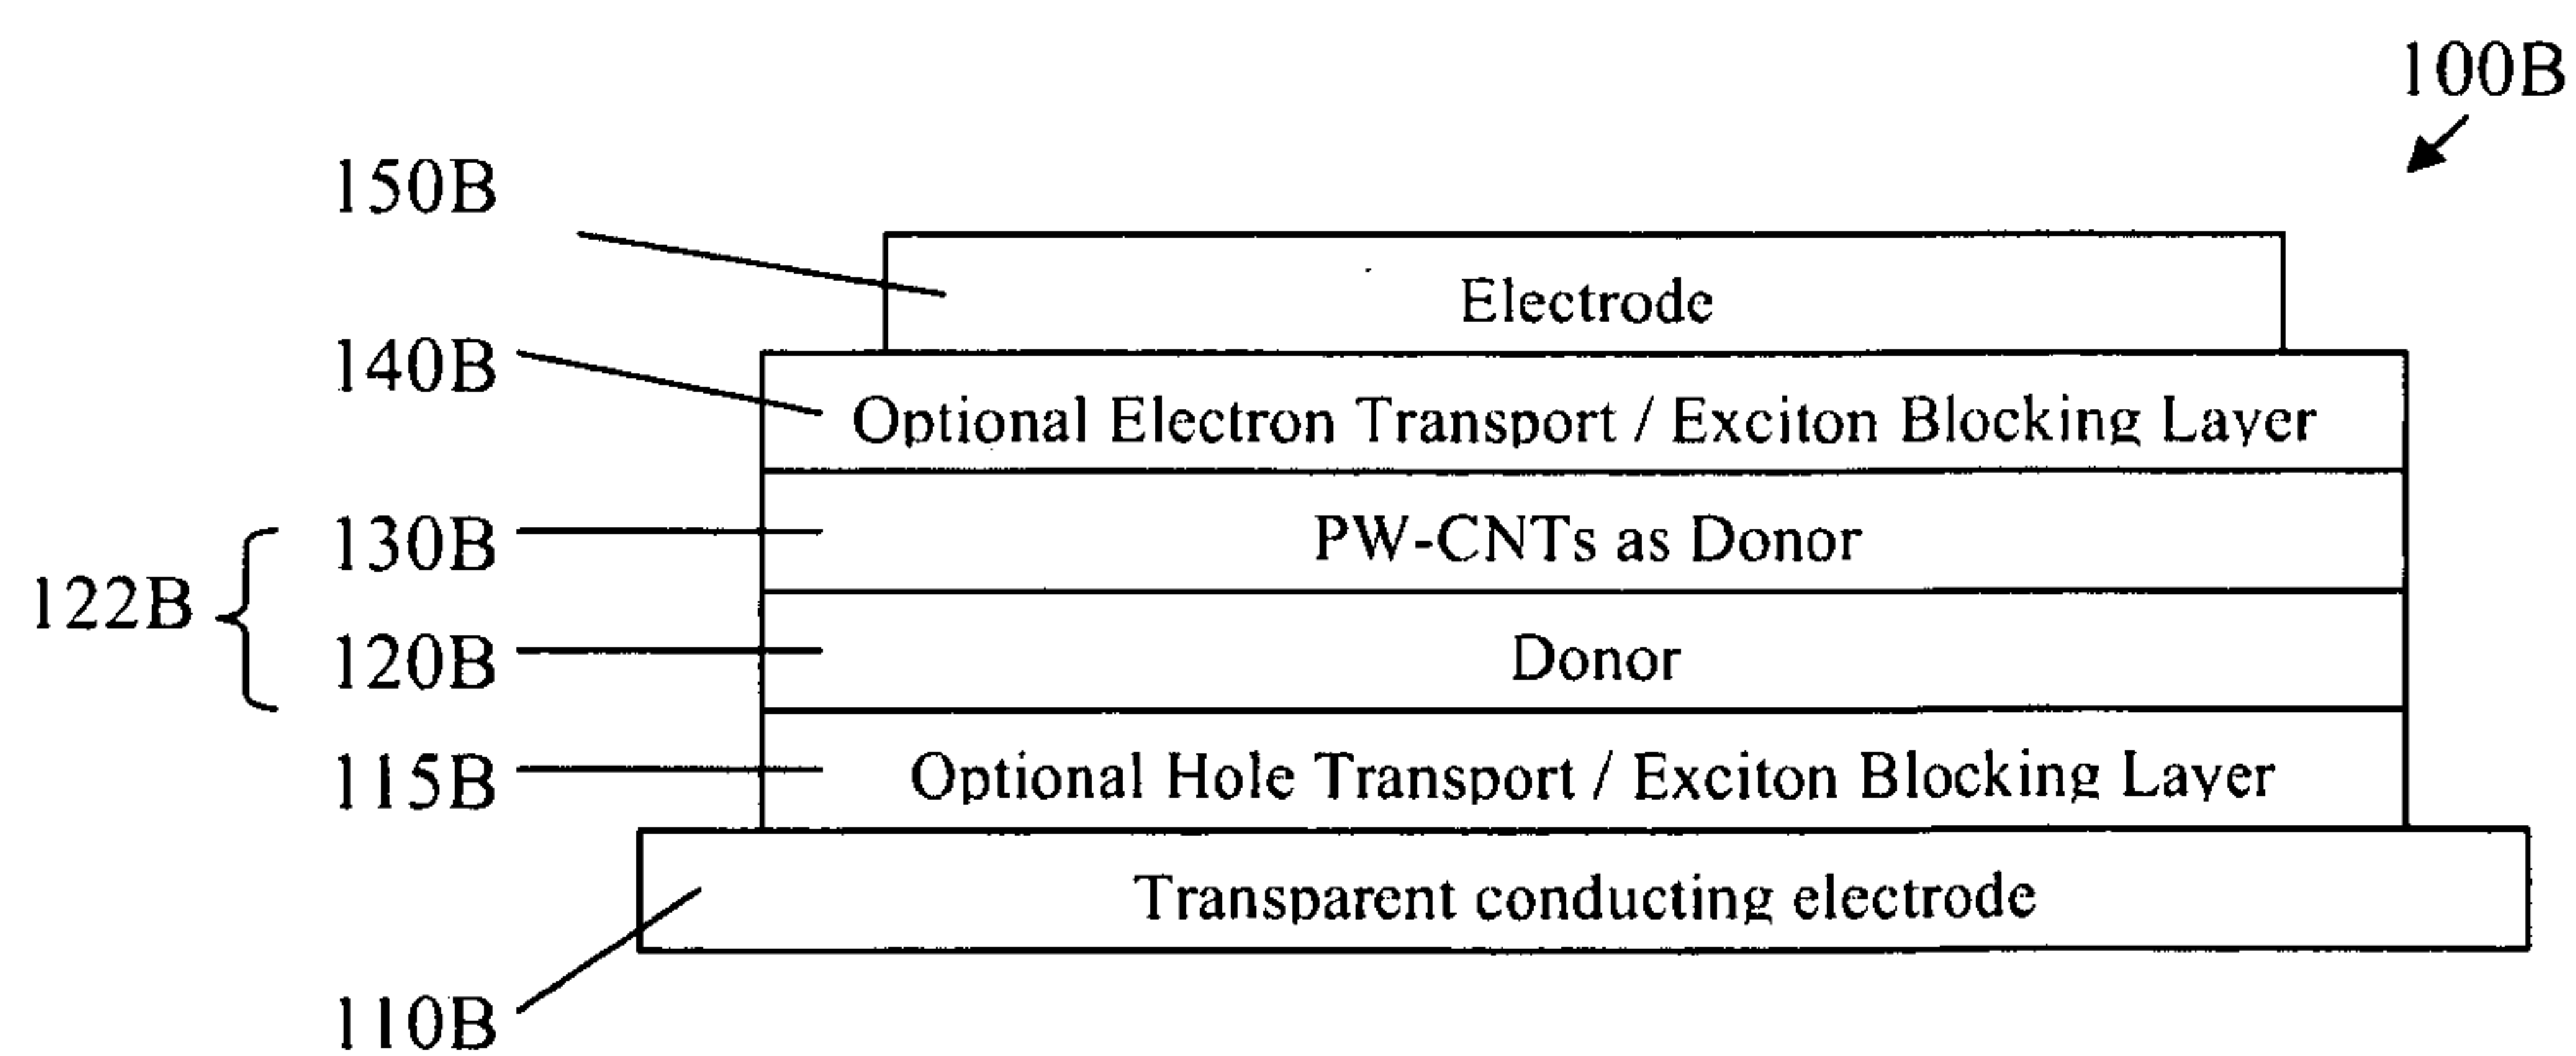 100B
150B
Electrode
140B
Optional Electron Transport / Exciton Blocking Layer
130B
PW-CNTs as Donor
122B
120B
Donor
115B
Optional Hole Transport / Exciton Blocking Layer
Transparent conducting electrode
110B